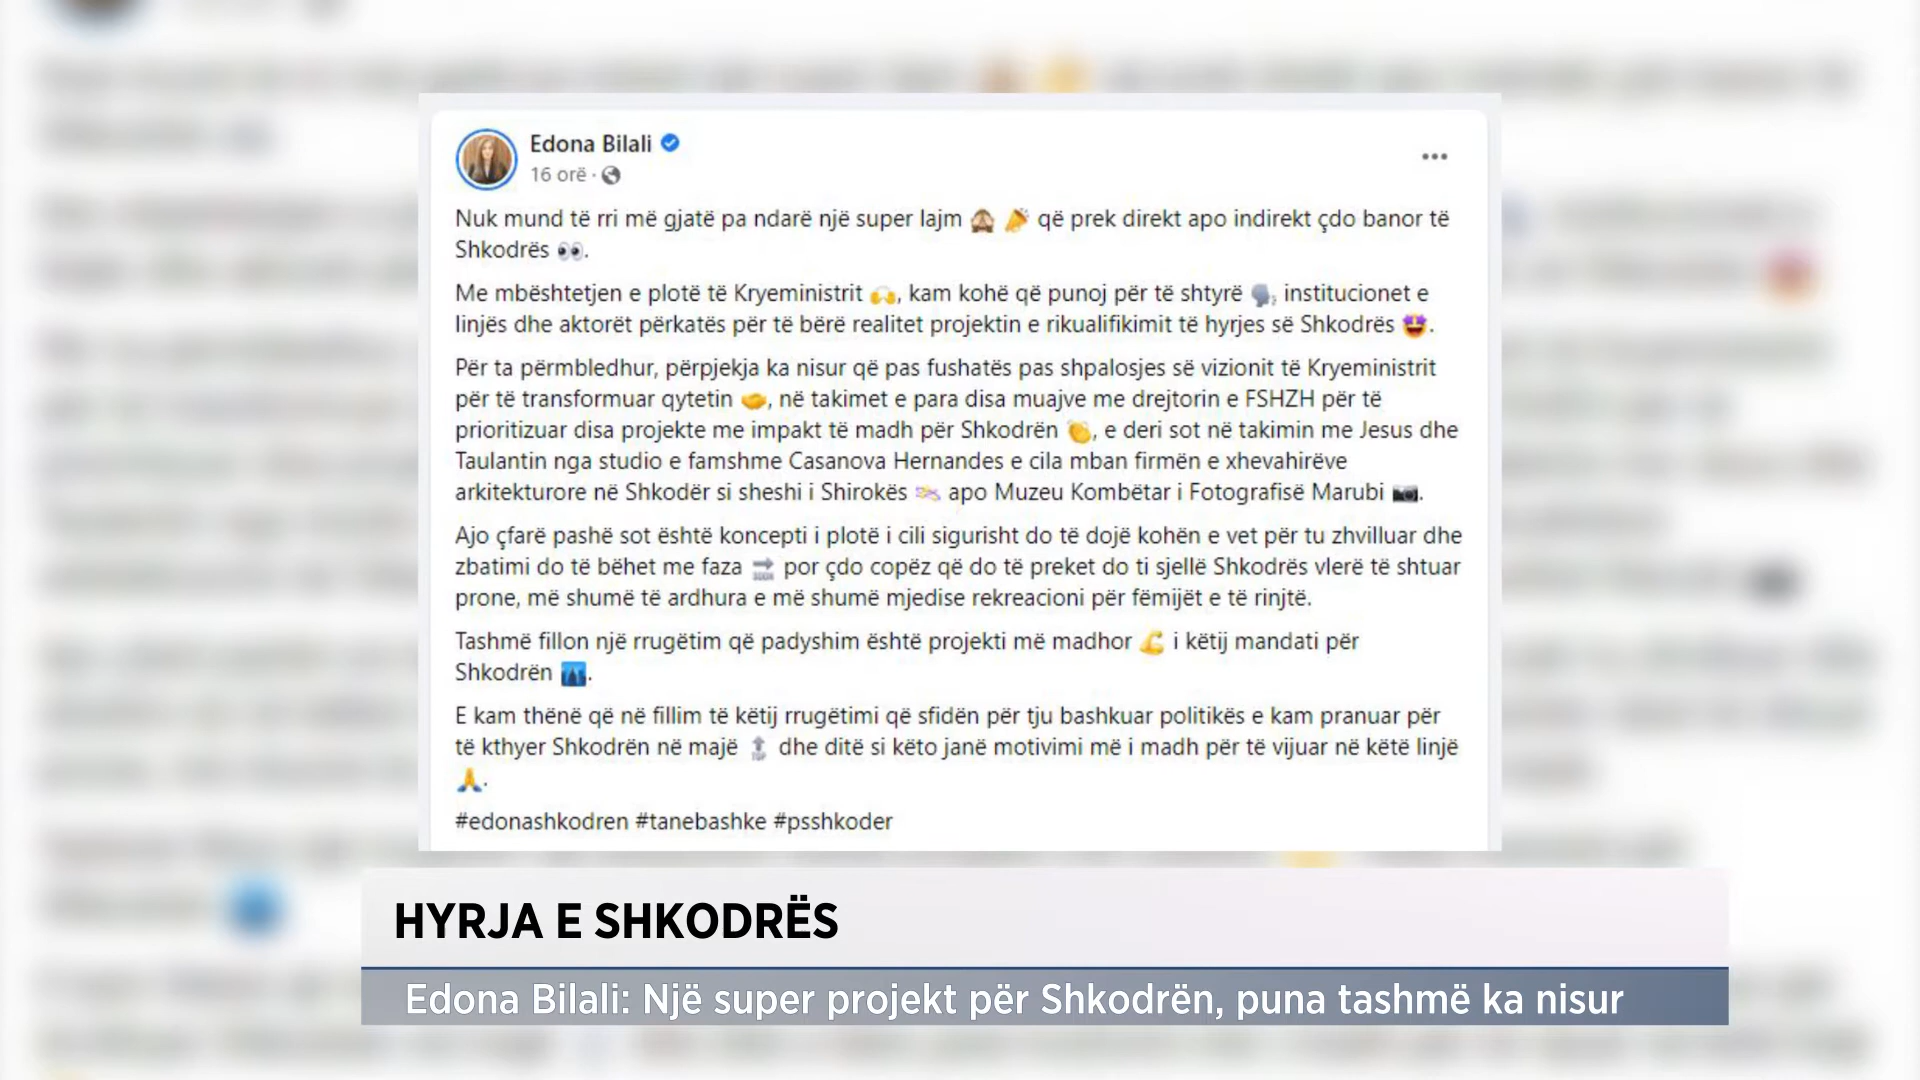 Edona Bilali
16 orë ·
Nuk mund të rri më gjatë pa ndarë një super lajm 🙈 📣 që prek direkt apo indirekt çdo banor të
Shkodrës 👀.
Me mbështetjen e plotë të Kryeministrit 🙌, kam kohë që punoj për të shtyrë 🗣, institucionet e
linjës dhe aktorët përkatës për të bërë realitet projektin e rikualifikimit të hyrjes së Shkodrës 🤩.
Për ta përmbledhur, përpjekja ka nisur që pas fushatës pas shpalosjes së vizionit të Kryeministrit
për të transformuar qytetin 🤝, në takimet e para disa muajve me drejtorin e FSHZH për të
prioritizuar disa projekte me impakt të madh për Shkodrën 👏, e deri sot në takimin me Jesus dhe
Taulantin nga studio e famshme Casanova Hernandes e cila mban firmën e xhevahirëve
arkitekturore në Shkodër si sheshi i Shirokës apo Muzeu Kombëtar i Fotografisë Marubi 📷.
Ajo çfarë pashë sot është koncepti i plotë i cili sigurisht do të dojë kohën e vet për tu zhvilluar dhe
zbatimi do të bëhet me faza 🔜 por çdo copëz që do të preket do ti sjellë Shkodrës vlerë të shtuar
prone, më shumë të ardhura e më shumë mjedise rekreacioni për fëmijët e të rinjtë.
Tashmë fillon një rrugëtim që padyshim është projekti më madhor 💪 i këtij mandati për
Shkodrën 🏙.
E kam thënë që në fillim të këtij rrugëtimi që sfidën për tju bashkuar politikës e kam pranuar për
të kthyer Shkodrën në majë 🔝 dhe ditë si këto janë motivimi më i madh për të vijuar në këtë linjë
🙏.
#edonashkodren #tanebashke #psshkoder
HYRJA E SHKODRËS
Edona Bilali: Një super projekt për Shkodrën, puna tashmë ka nisur